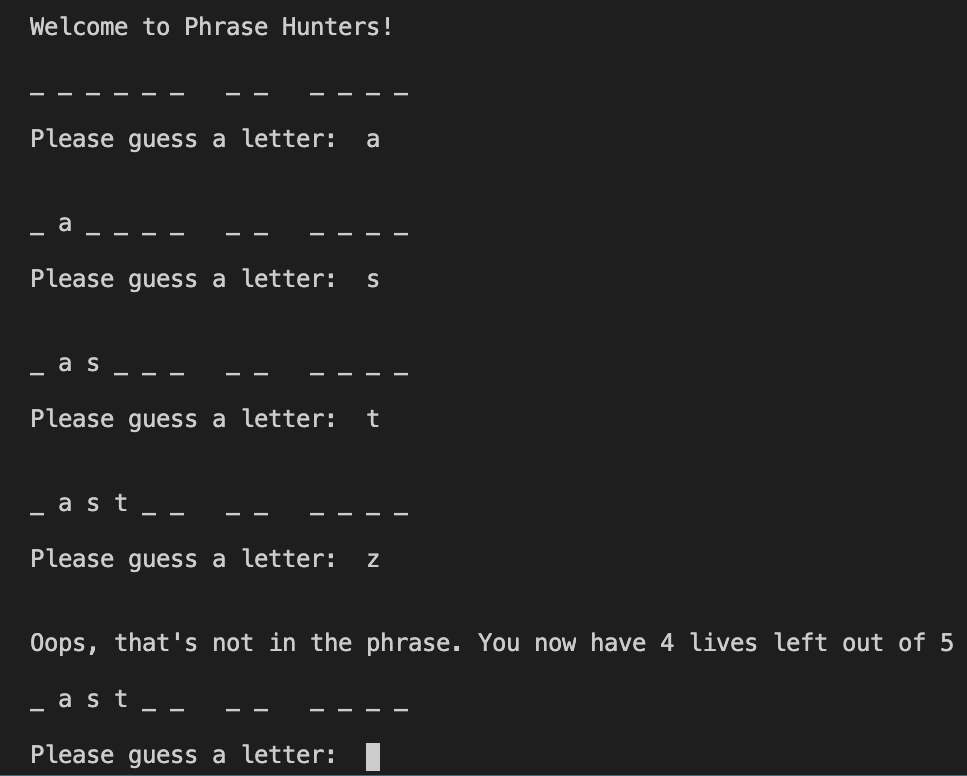 Welcome to Phrase Hunters!
_ _ _ _ _ _   _ _   _ _ _ _
Please guess a letter:  a
_ a _ _ _ _   _ _   _ _ _ _
Please guess a letter:  s
_ a s _ _ _   _ _   _ _ _ _
Please guess a letter:  t
_ a s t _ _   _ _   _ _ _ _
Please guess a letter:  z
Oops, that's not in the phrase. You now have 4 lives left out of 5
_ a s t _ _   _ _   _ _ _ _
Please guess a letter: